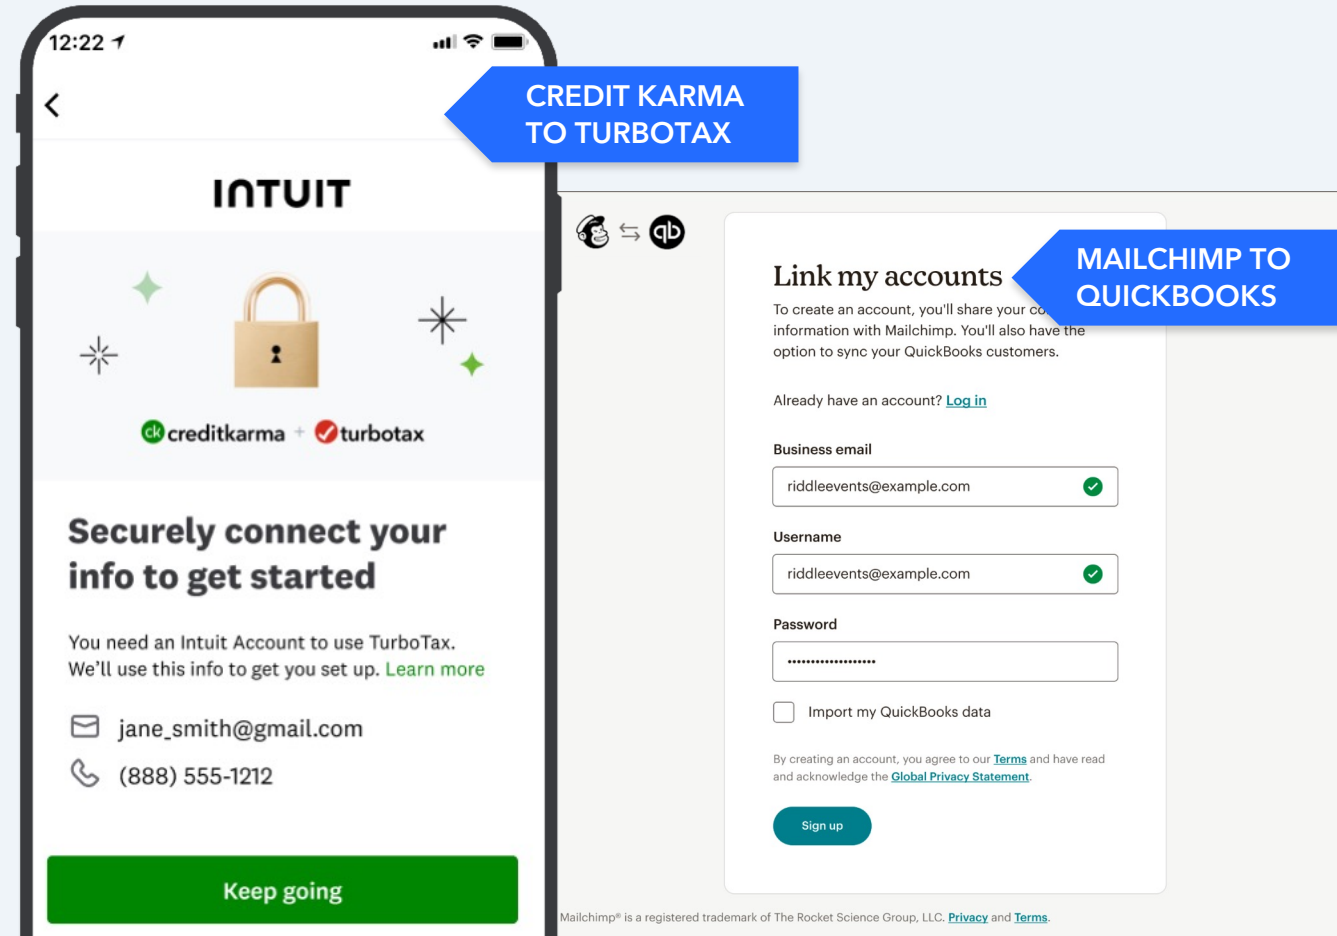 12:22
CREDIT KARMA
TO TURBOTAX
INTUIT
ck creditkarma + turbotax
Securely connect your
info to get started
You need an Intuit Account to use TurboTax.
We'll use this info to get you set up. Learn more
jane_smith@gmail.com
(888) 555-1212
Keep going
qb
MAILCHIMP TO
QUICKBOOKS
Link my accounts
To create an account, you'll share your
information with Mailchimp. You'll also have the
option to sync your QuickBooks customers.
Already have an account? Log in
Business email
riddleevents@example.com
Username
riddleevents@example.com
Password
•••••••••••••••••••
Import my QuickBooks data
By creating an account, you agree to our Terms and have read
and acknowledge the Global Privacy Statement.
Sign up
Mailchimp® is a registered trademark of The Rocket Science Group, LLC. Privacy and Terms.